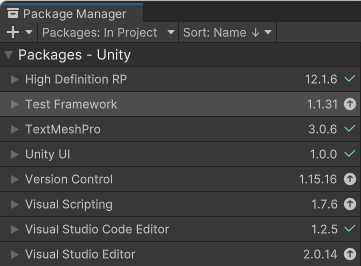 Package Manager
+ Packages: In Project Sort: Name ↓
Packages - Unity
High Definition RP 12.1.6
Test Framework 1.1.31
TextMeshPro 3.0.6
Unity UI 1.0.0
Version Control 1.15.16
Visual Scripting 1.7.6
Visual Studio Code Editor 1.2.5
Visual Studio Editor 2.0.14